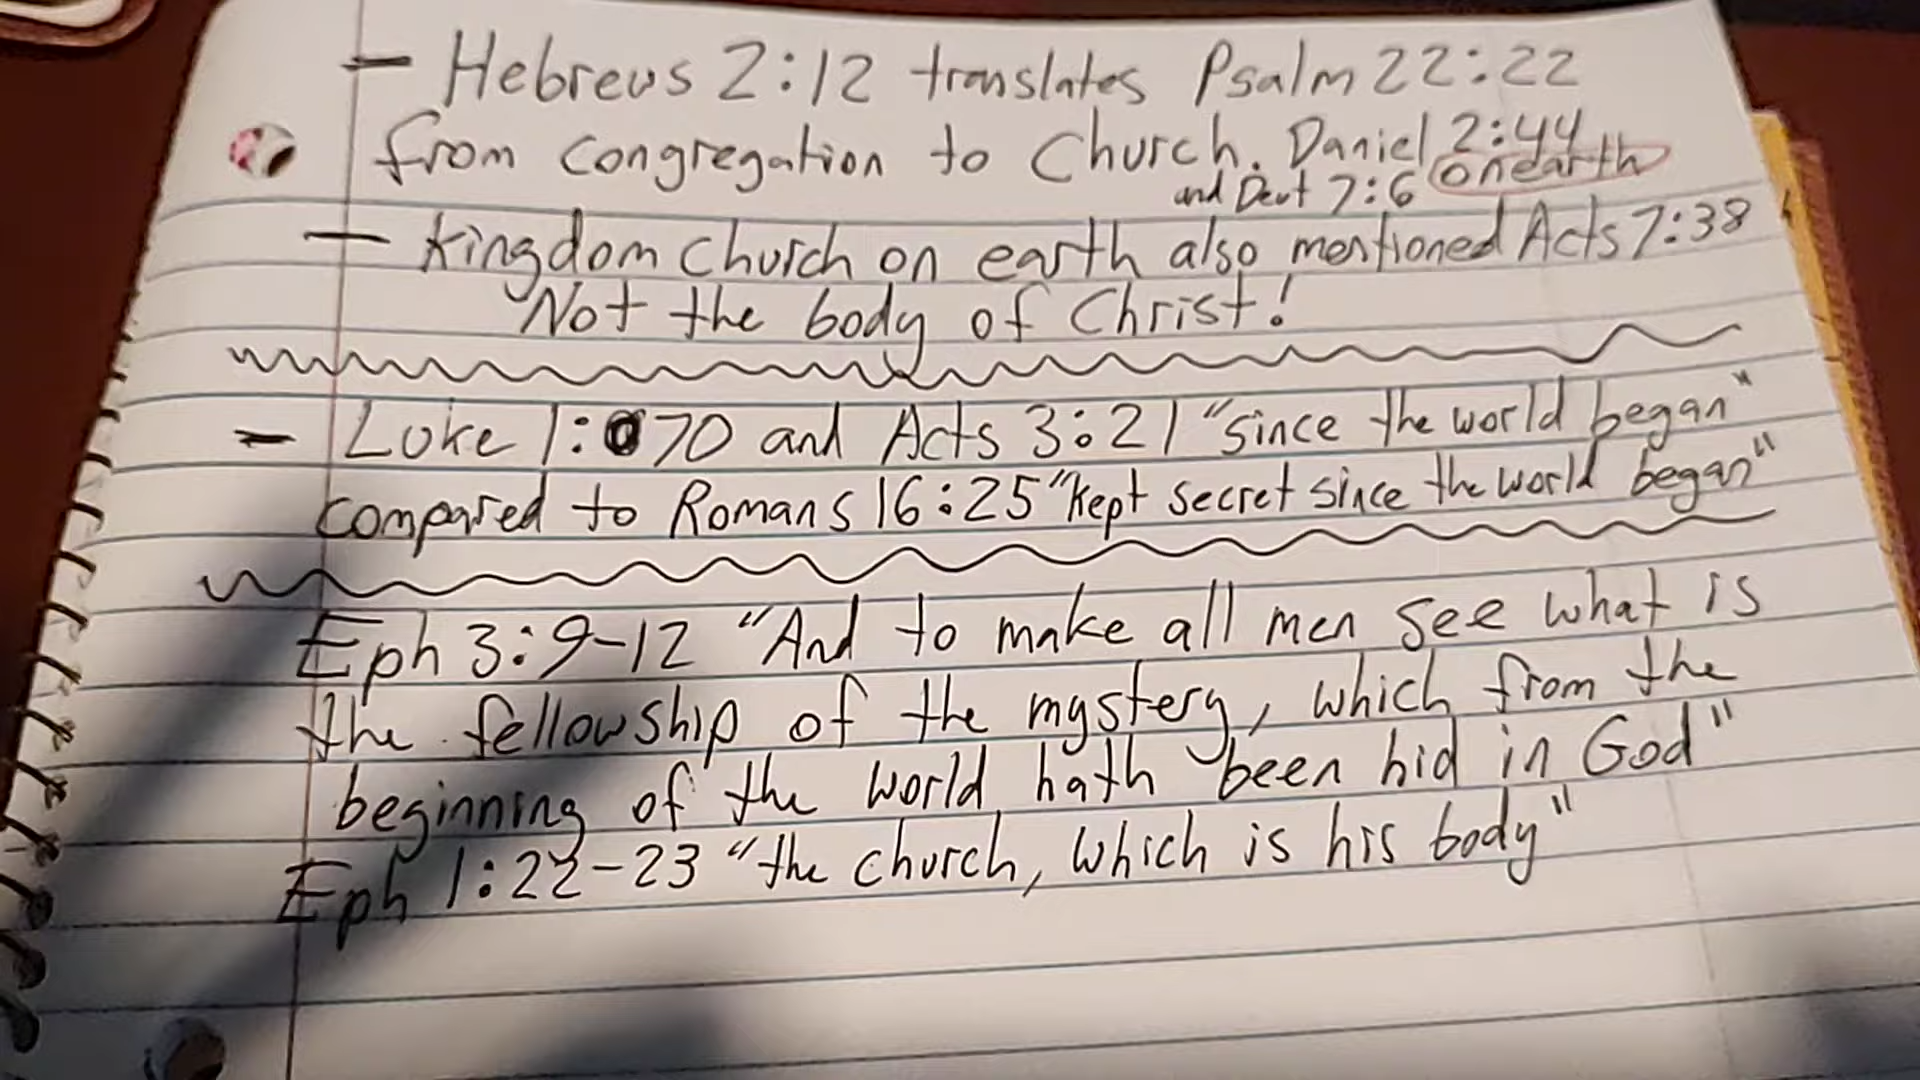 — Hebrews 2:12 translates Psalm 22:22
from congregation to Church. Daniel 2:44
and Deut 7:6 on earth
— Kingdom church on earth also mentioned Acts 7:38
Not the body of Christ!
- Luke 1:70 and Acts 3:21 "since the world began"
compared to Romans 16:25 "kept secret since the world began"
Eph 3:9-12 "And to make all men see what is
the fellowship of the mystery, which from the
beginning of the world hath been hid in God"
Eph 1:22-23 "the church, which is his body"